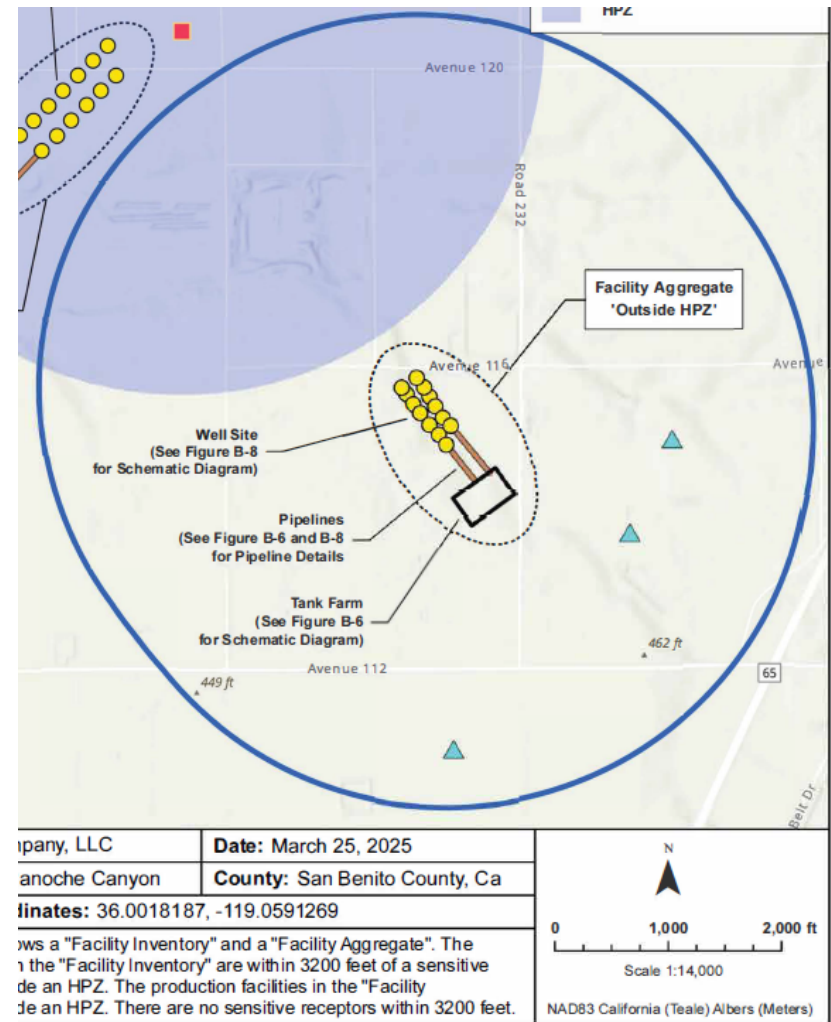 HPZ
Avenue 120
Road 232
Facility Aggregate
'Outside HPZ'
Avenue 116
Avenue
Well Site
(See Figure B-8
for Schematic Diagram)
Pipelines
(See Figure B-6 and B-8
for Pipeline Details
Tank Farm
(See Figure B-6
for Schematic Diagram)
462 ft
Avenue 112
65
449 ft
Belt Dr
npany, LLC
Date: March 25, 2025
anoche Canyon
County: San Benito County, Ca
dinates: 36.0018187, -119.0591269
ows a "Facility Inventory" and a "Facility Aggregate". The
n the "Facility Inventory" are within 3200 feet of a sensitive
de an HPZ. The production facilities in the "Facility
de an HPZ. There are no sensitive receptors within 3200 feet.
N
0 1,000 2,000 ft
Scale 1:14,000
NAD83 California (Teale) Albers (Meters)